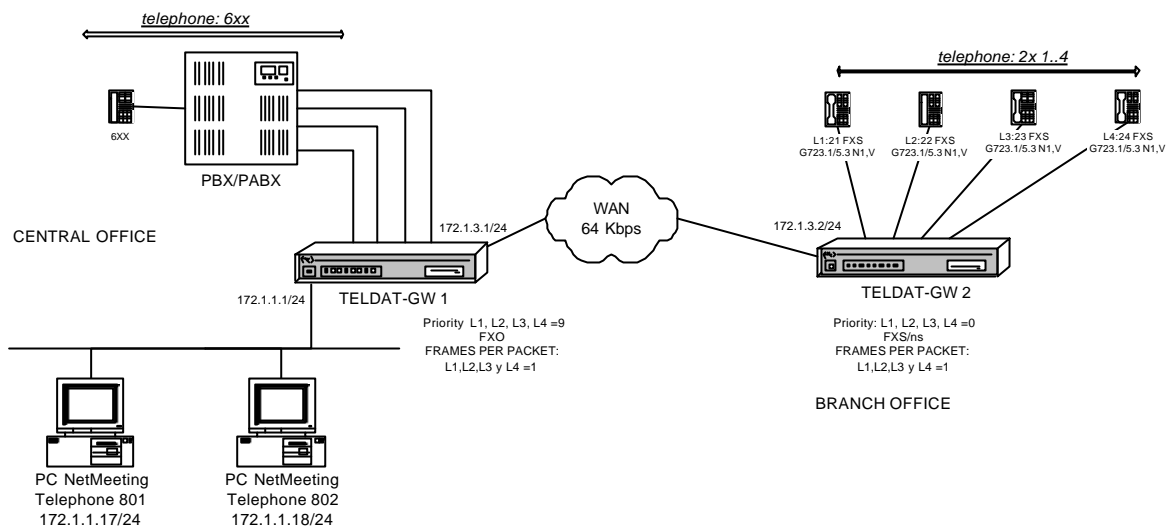 telephone: 6xx
telephone: 2x 1..4
6XX
PBX/PABX
L1:21 FXS
G723.1/5.3 N1,V
L2:22 FXS
G723.1/5.3 N1,V
L3:23 FXS
G723.1/5.3 N1,V
L4:24 FXS
G723.1/5.3 N1,V
WAN
64 Kbps
CENTRAL OFFICE
172.1.3.1/24
172.1.3.2/24
172.1.1.1/24
TELDAT-GW 1
TELDAT-GW 2
Priority L1, L2, L3, L4 =9
FXO
FRAMES PER PACKET:
L1,L2,L3 y L4 =1
Priority: L1, L2, L3, L4 =0
FXS/ns
FRAMES PER PACKET:
L1,L2,L3 y L4 =1
BRANCH OFFICE
PC NetMeeting
Telephone 801
172.1.1.17/24
PC NetMeeting
Telephone 802
172.1.1.18/24